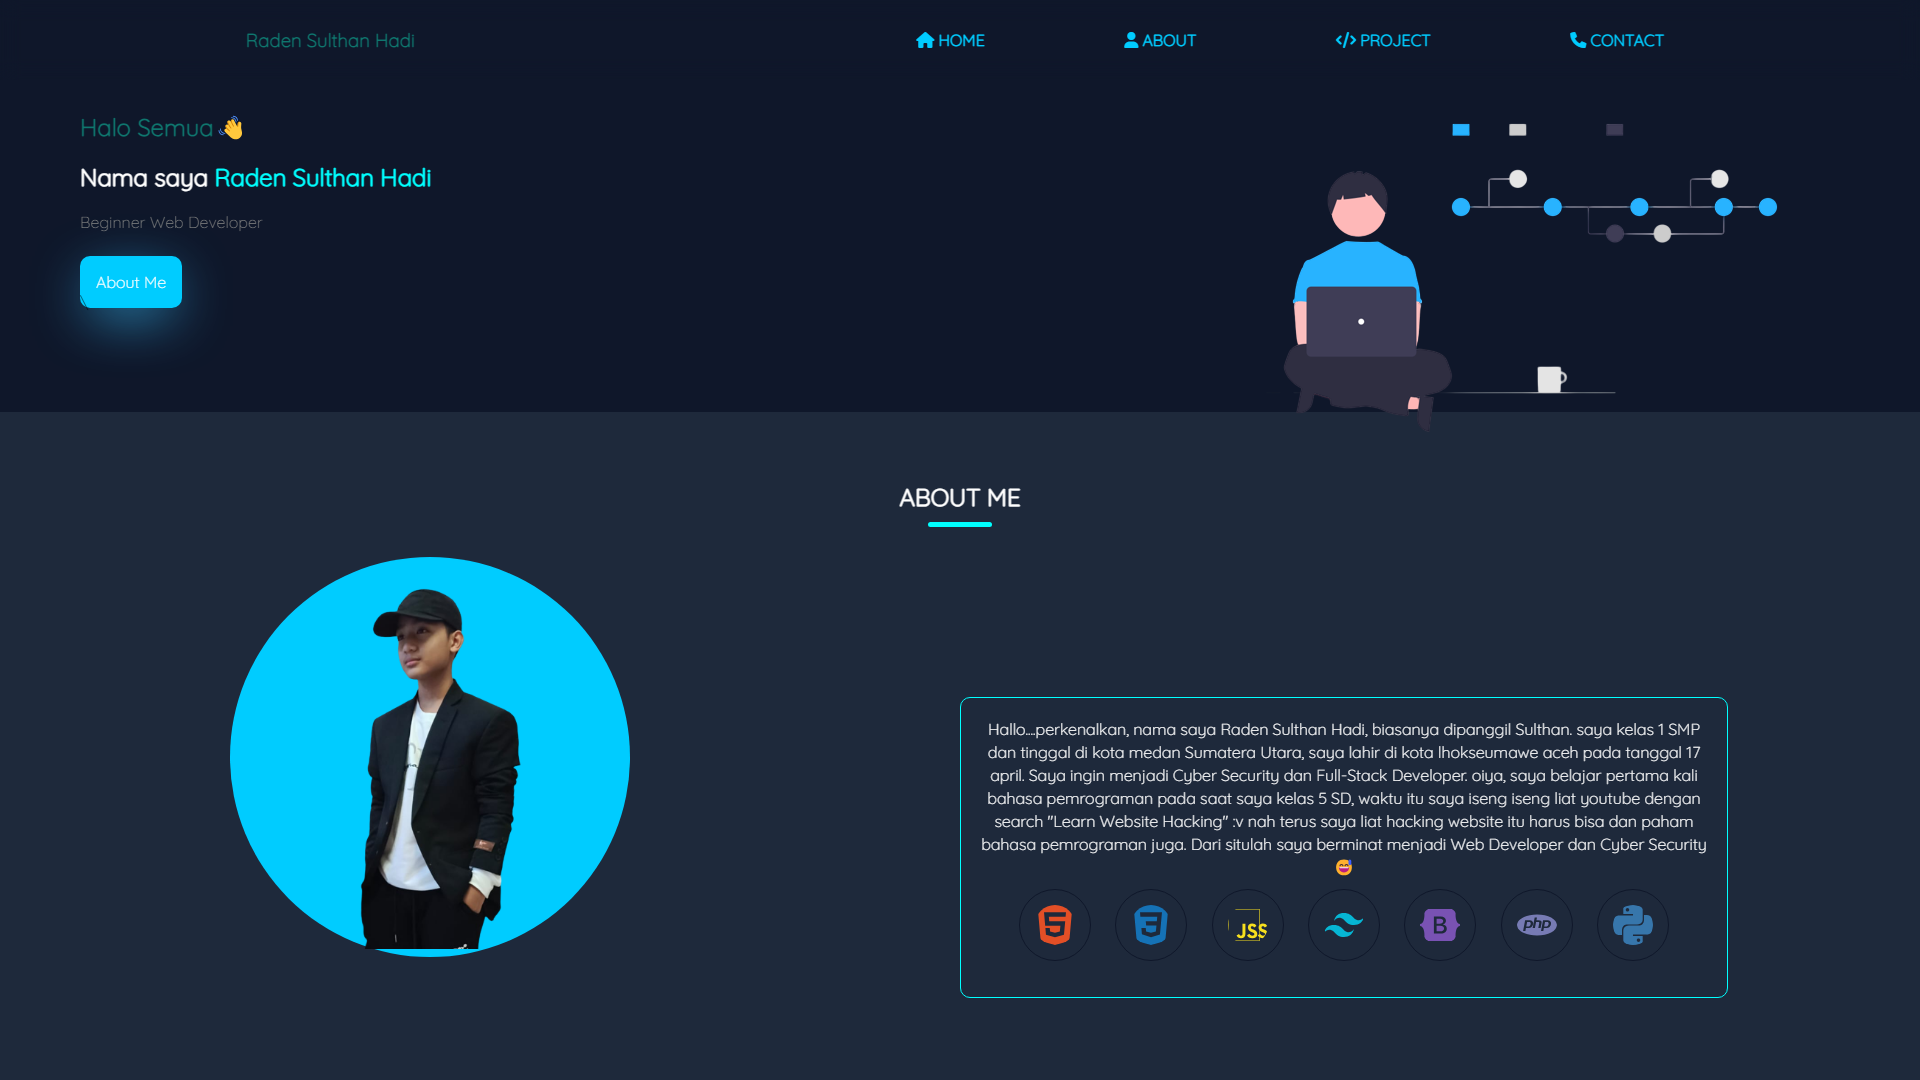 Raden Sulthan Hadi
HOME
ABOUT
PROJECT
CONTACT
Halo Semua 👋
Nama saya Raden Sulthan Hadi
Beginner Web Developer
About Me
ABOUT ME
Hallo...perkenalkan, nama saya Raden Sulthan Hadi, biasanya dipanggil Sulthan. saya kelas 1 SMP
dan tinggal di kota medan Sumatera Utara, saya lahir di kota lhokseumawe aceh pada tanggal 17
april. Saya ingin menjadi Cyber Security dan Full-Stack Developer. oiya, saya belajar pertama kali
bahasa pemrograman pada saat saya kelas 5 SD, waktu itu saya iseng iseng liat youtube dengan
search "Learn Website Hacking" :v nah terus saya liat hacking website itu harus bisa dan paham
bahasa pemrograman juga. Dari situlah saya berminat menjadi Web Developer dan Cyber Security
😅
5
3
JSS
B
php